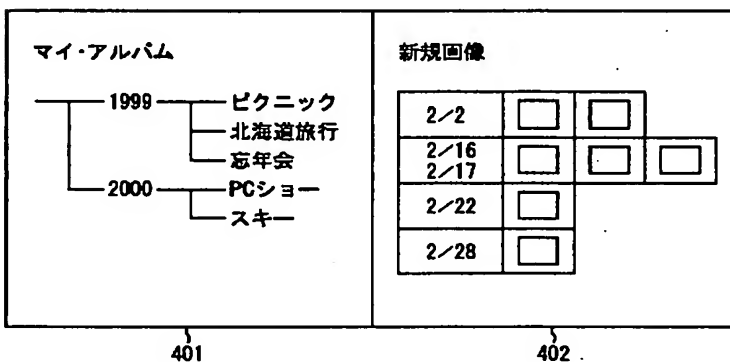 マイ・アルバム
1999
ピクニック
北海道旅行
忘年会
2000
PCショー
スキー
新規画像
2/2
2/16
2/17
2/22
2/28
401
402